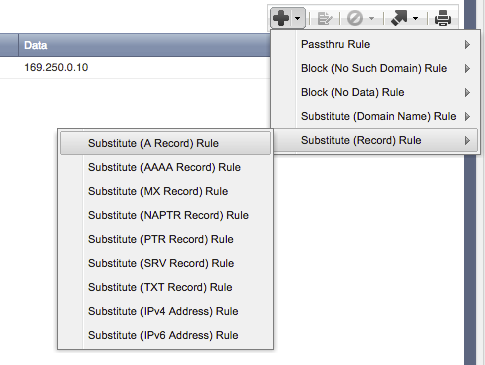 Data
169.250.0.10
Passthru Rule
Block (No Such Domain) Rule
Block (No Data) Rule
Substitute (Domain Name) Rule
Substitute (Record) Rule
Substitute (A Record) Rule
Substitute (AAAA Record) Rule
Substitute (MX Record) Rule
Substitute (NAPTR Record) Rule
Substitute (PTR Record) Rule
Substitute (SRV Record) Rule
Substitute (TXT Record) Rule
Substitute (IPv4 Address) Rule
Substitute (IPv6 Address) Rule